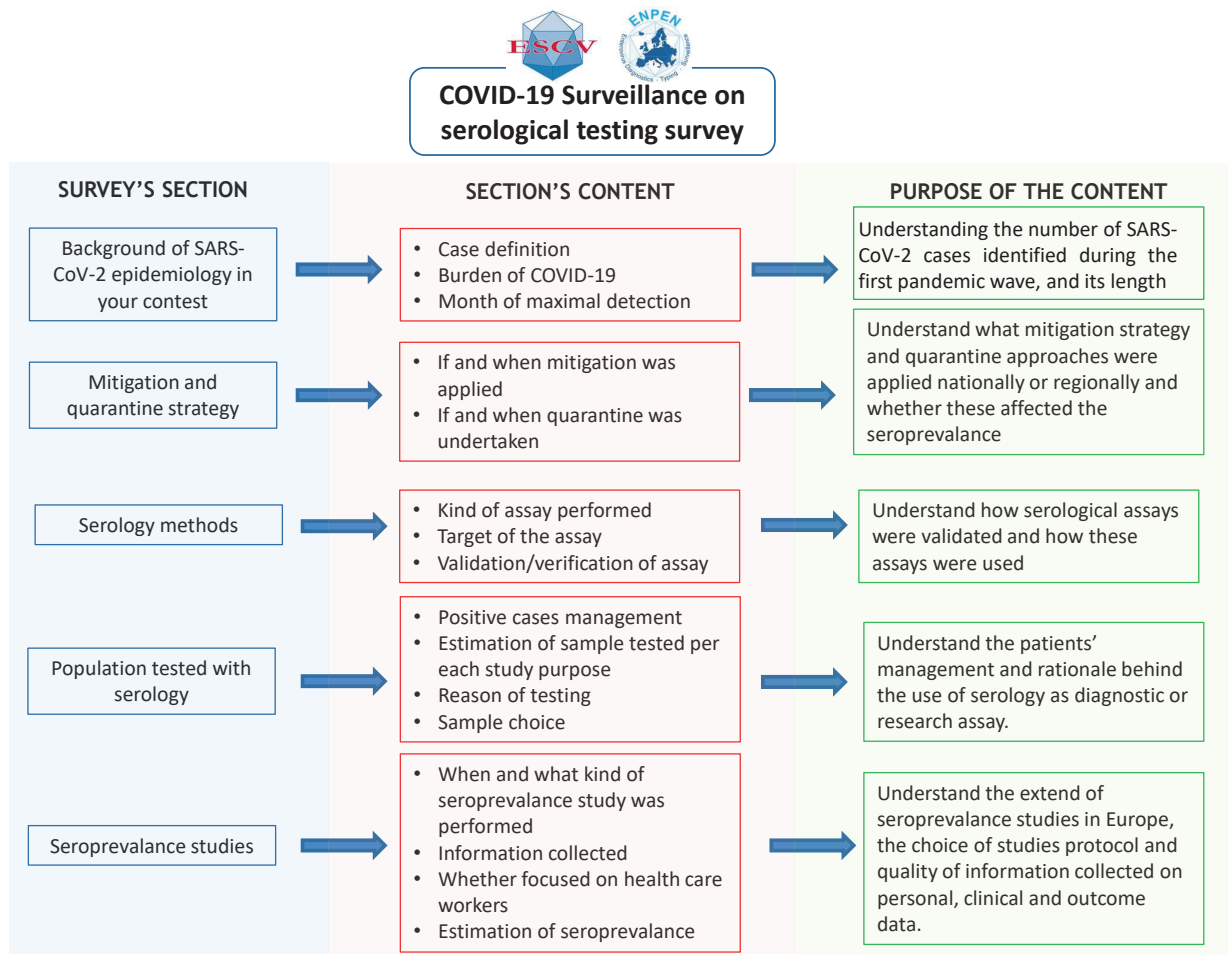 ESCV
ENPEN
Enterovirus Diagnostics - Typing - Surveillance
COVID-19 Surveillance on
serological testing survey
SURVEY’S SECTION
SECTION’S CONTENT
PURPOSE OF THE CONTENT
Background of SARS-
CoV-2 epidemiology in
your contest
• Case definition
• Burden of COVID-19
• Month of maximal detection
Understanding the number of SARS-
CoV-2 cases identified during the
first pandemic wave, and its length
Mitigation and
quarantine strategy
• If and when mitigation was
applied
• If and when quarantine was
undertaken
Understand what mitigation strategy
and quarantine approaches were
applied nationally or regionally and
whether these affected the
seroprevalance
Serology methods
• Kind of assay performed
• Target of the assay
• Validation/verification of assay
Understand how serological assays
were validated and how these
assays were used
Population tested with
serology
• Positive cases management
• Estimation of sample tested per
each study purpose
• Reason of testing
• Sample choice
Understand the patients’
management and rationale behind
the use of serology as diagnostic or
research assay.
Seroprevalance studies
• When and what kind of
seroprevalance study was
performed
• Information collected
• Whether focused on health care
workers
• Estimation of seroprevalance
Understand the extend of
seroprevalance studies in Europe,
the choice of studies protocol and
quality of information collected on
personal, clinical and outcome
data.